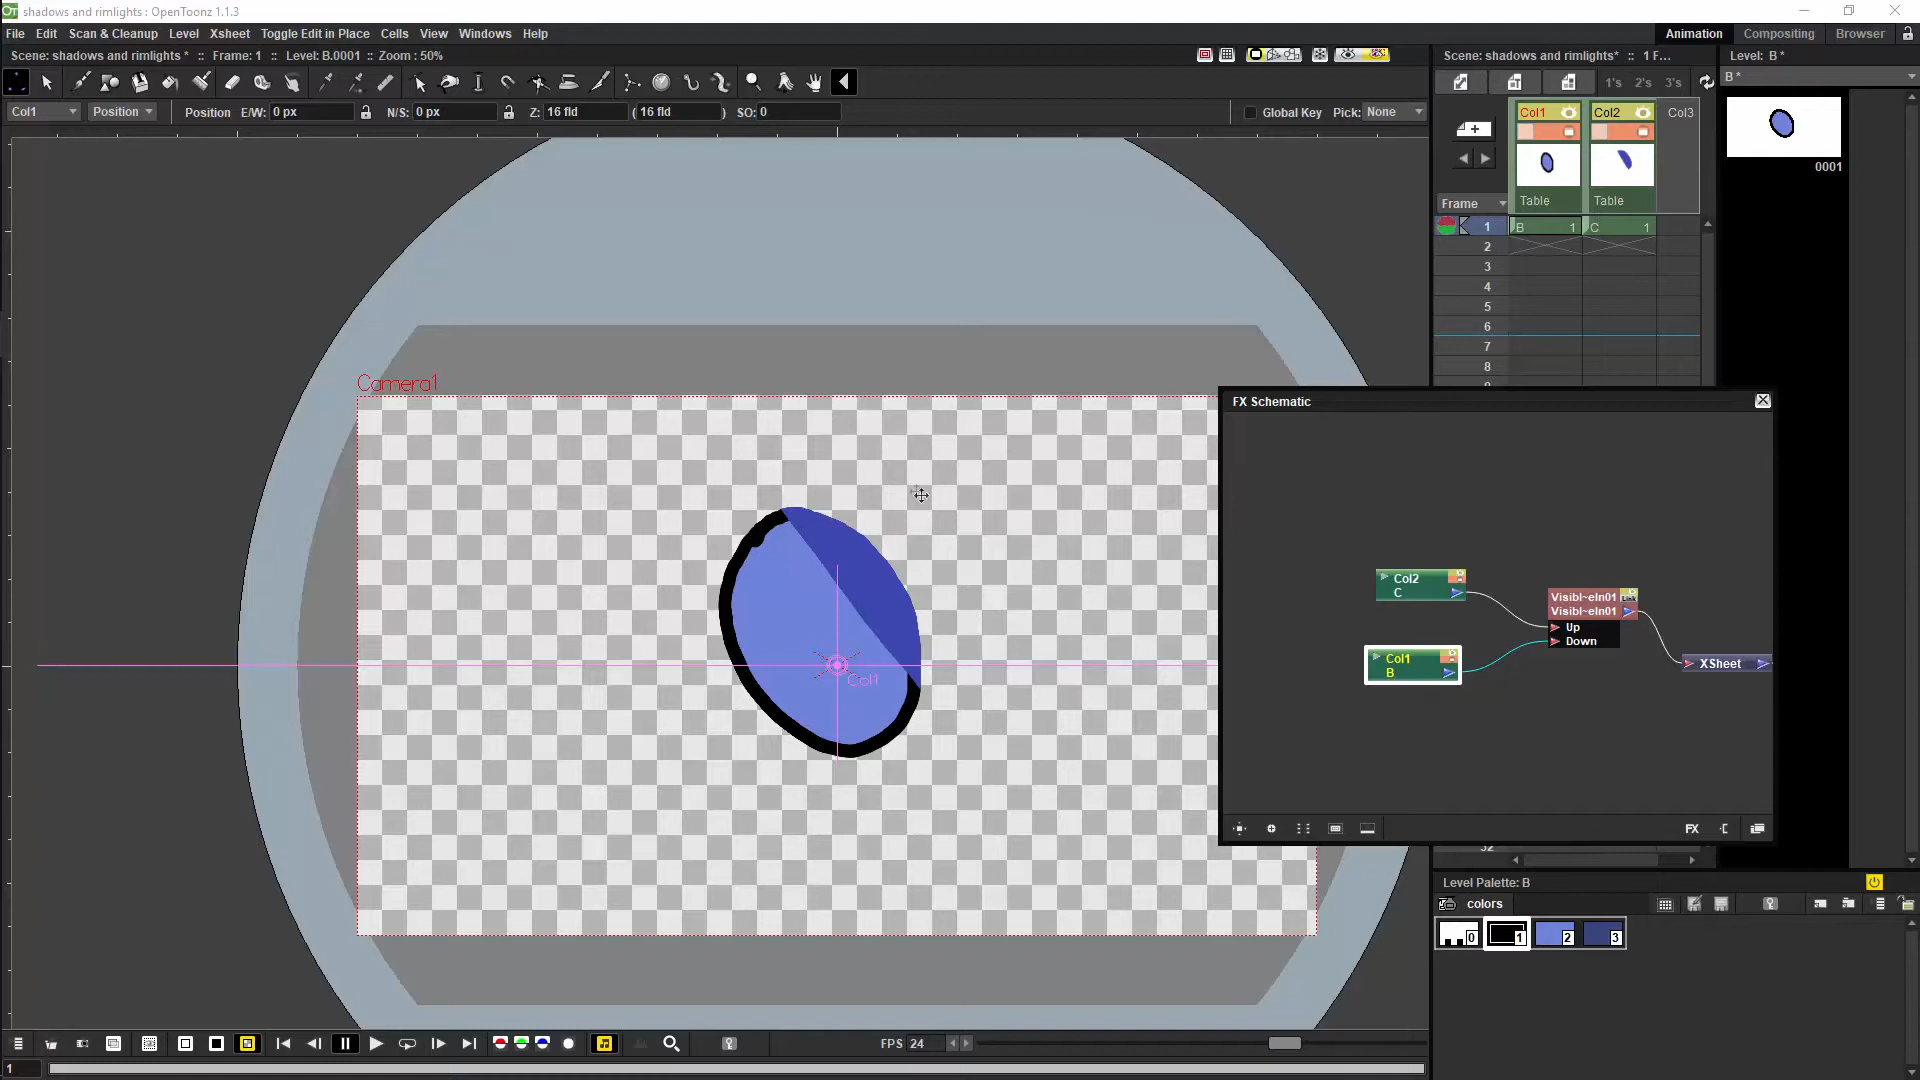 shadows and rimlights : OpenToonz 1.1.3
File Edit Scan & Cleanup Level Xsheet Toggle Edit in Place Cells View Windows Help
Animation Compositing Browser
Scene: shadows and rimlights * :: Frame: 1 :: Level: B.0001 :: Zoom : 50%
Scene: shadows and rimlights* :: 1 F...
Level: B *
B *
1's 2's 3's
Col1 Position Position E/W: 0 px N/S: 0 px Z: 16 fld ( 16 fld ) SO: 0 Global Key Pick: None
Col1 Col2 Col3
0001
Table Table
Frame
1 B 1 C 1
2
3
4
5
6
7
8
Camera1
FX Schematic
Col2
C
Visibl~eIn01
Visibl~eIn01
Up
Down
Col1
B
XSheet
Col1
FX
Level Palette: B
colors
0 1 2 3
FPS 24
1